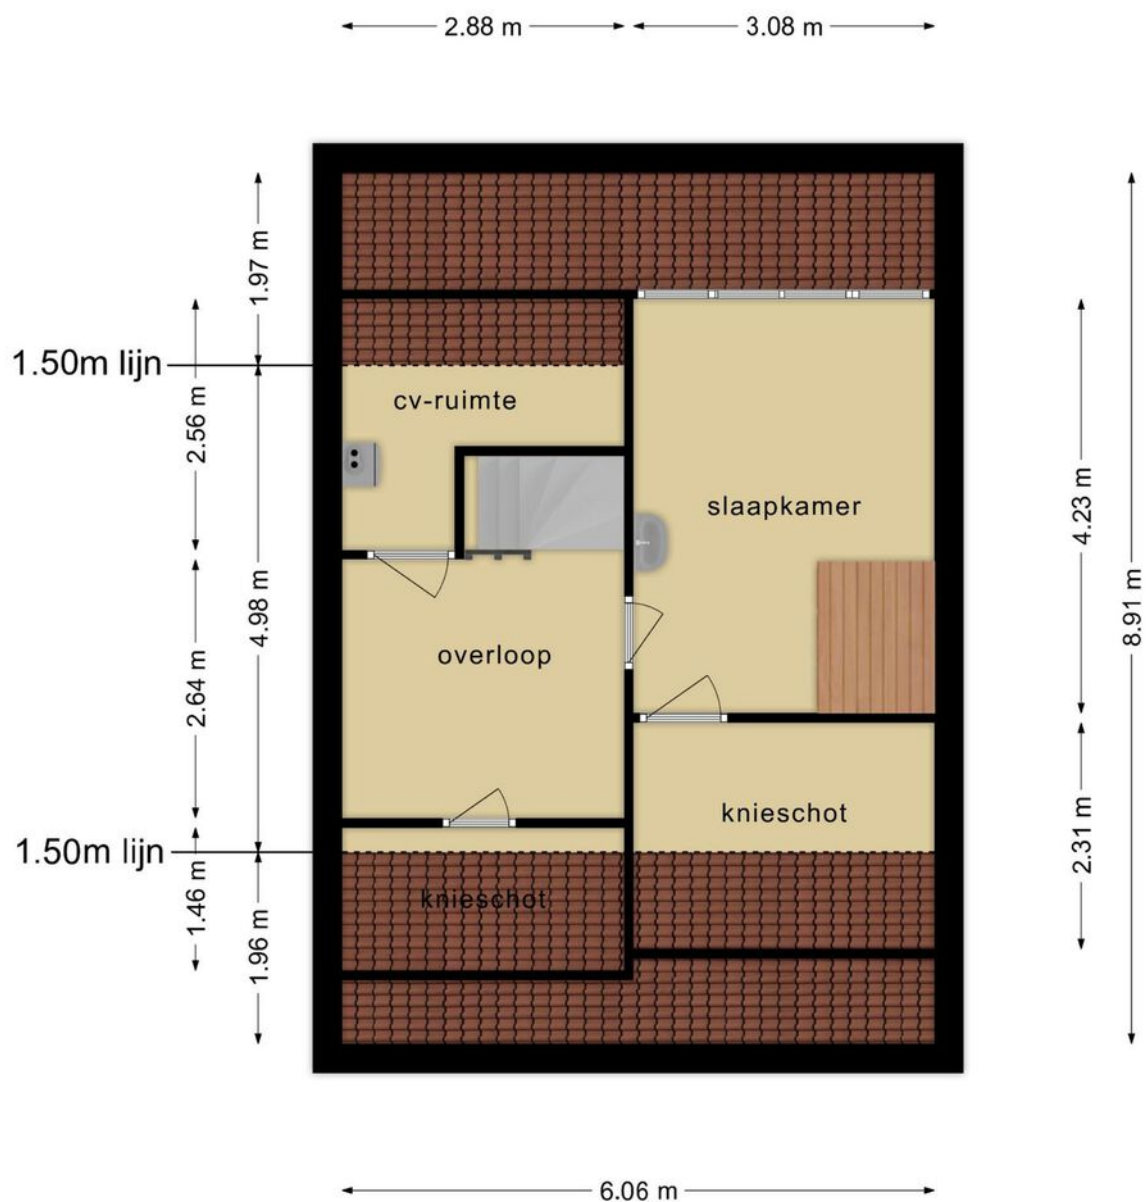 2.88 m
3.08 m
1.97 m
1.50m lijn
2.56 m
cv-ruimte
4.98 m
slaapkamer
4.23 m
8.91 m
overloop
2.64 m
knieschot
2.31 m
1.50m lijn
1.46 m
knieschot
1.96 m
6.06 m